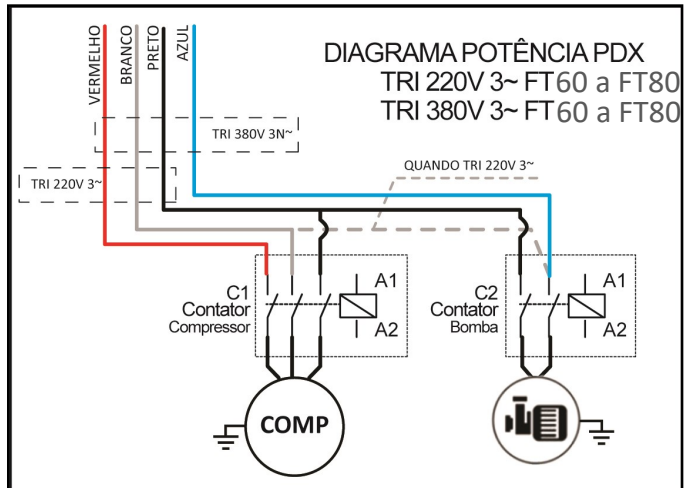 VERMELHO
BRANCO
PRETO
AZUL
DIAGRAMA POTÊNCIA PDX
TRI 220V 3~ FT60 a FT80
TRI 380V 3~ FT60 a FT80
TRI 380V 3N~
TRI 220V 3~
QUANDO TRI 220V 3~
C1
Contator
Compressor
A1
A2
C2
Contator
Bomba
A1
A2
COMP